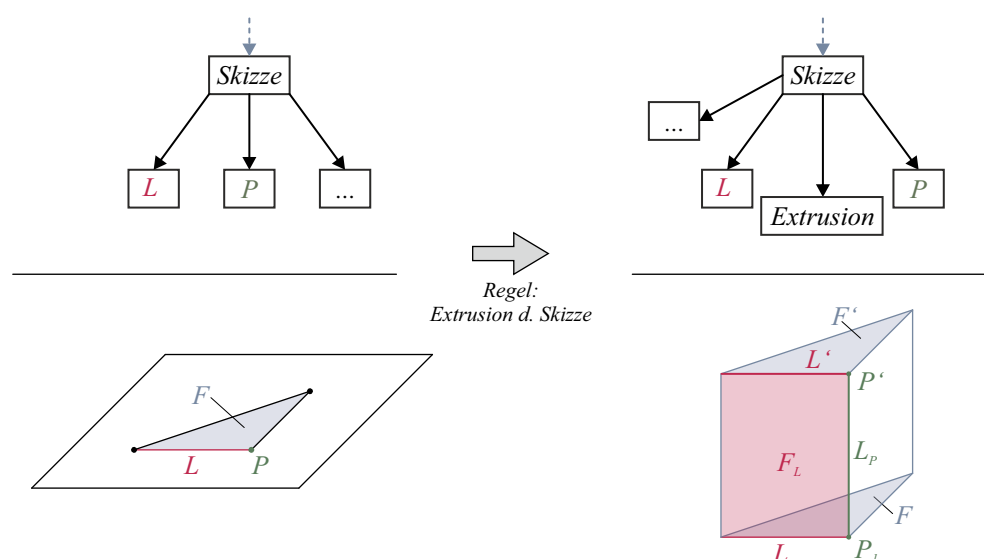 Skizze
L
P
...
Skizze
...
L
P
Extrusion
Regel:
Extrusion d. Skizze
F
L
P
F‘
L‘
P‘
F_L
L_P
F